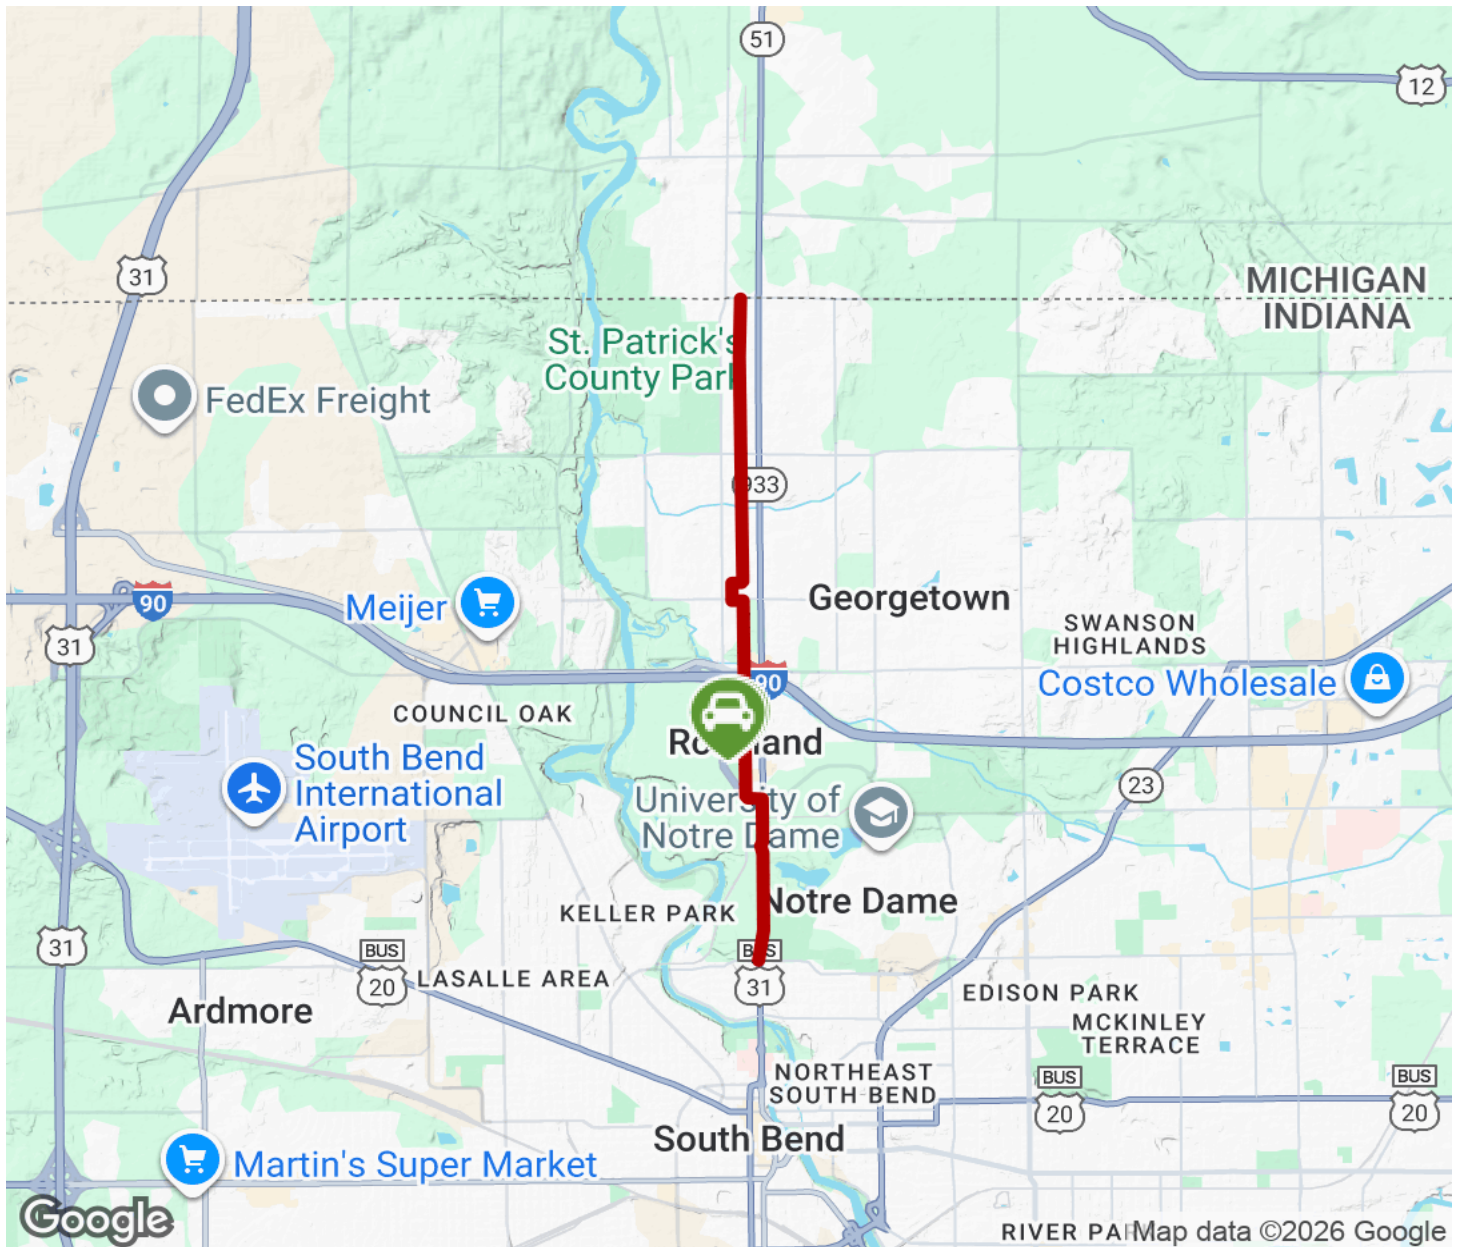 51
12
31
MICHIGAN
INDIANA
St. Patrick's
County Park
FedEx Freight
933
90
Meijer
Georgetown
31
SWANSON
HIGHLANDS
90
Costco Wholesale
COUNCIL OAK
South Bend
International
Airport
23
University of
Notre Dame
KELLER PARK
Notre Dame
31
BUS
20
BUS
31
LASALLE AREA
Ardmore
EDISON PARK
MCKINLEY
TERRACE
NORTHEAST
SOUTH BEND
BUS
20
BUS
20
South Bend
Martin's Super Market
Google
RIVER PA
Map data ©2026 Google